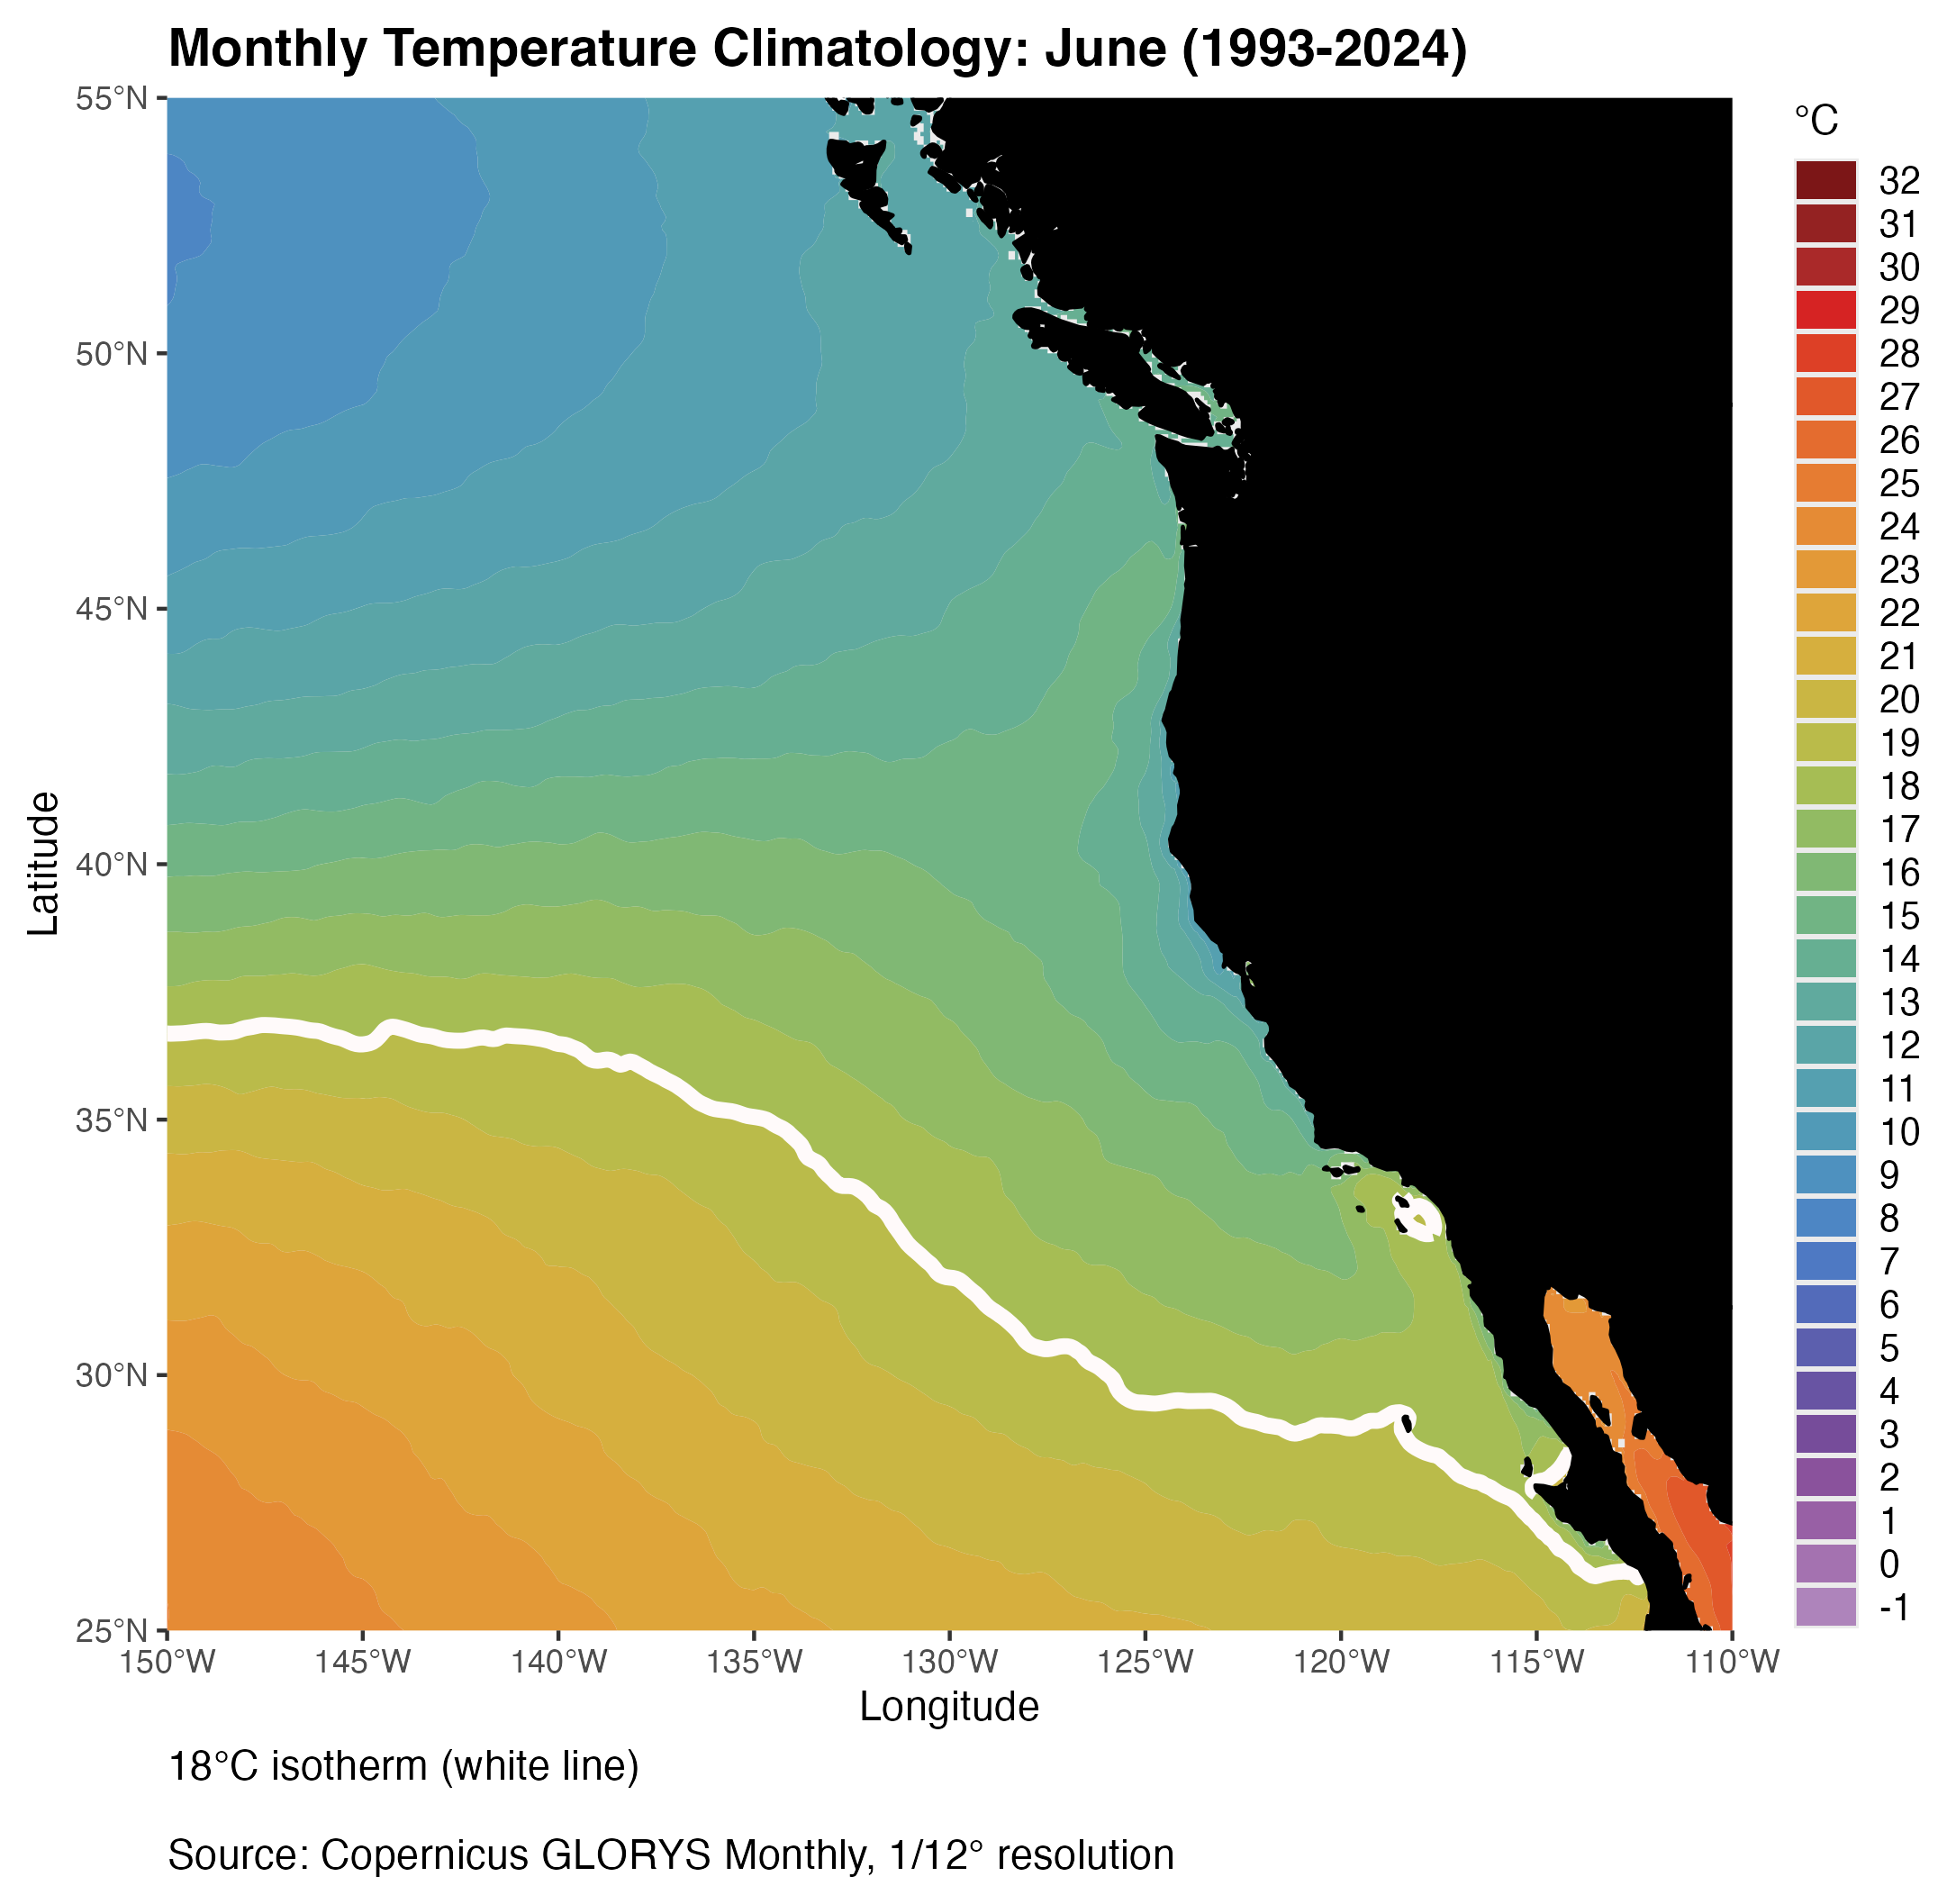 Monthly Temperature Climatology: June (1993-2024)
°C
32
31
30
29
28
27
26
25
24
23
22
21
20
19
18
17
16
15
14
13
12
11
10
9
8
7
6
5
4
3
2
1
0
-1
Latitude
55°N
50°N
45°N
40°N
35°N
30°N
25°N
150°W 145°W 140°W 135°W 130°W 125°W 120°W 115°W 110°W
Longitude
18°C isotherm (white line)
Source: Copernicus GLORYS Monthly, 1/12° resolution